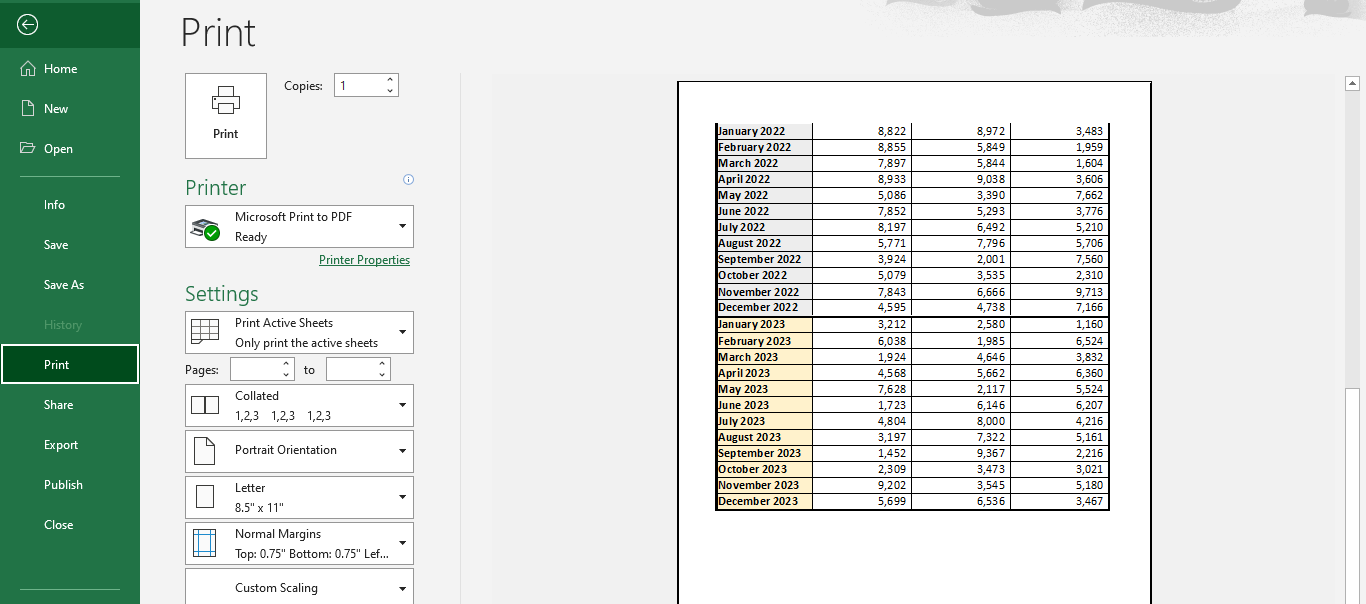 Print
Home
New
Open
Info
Save
Save As
History
Print
Share
Export
Publish
Close
Print
Copies: 1
Printer
Microsoft Print to PDF
Ready
Printer Properties
Settings
Print Active Sheets
Only print the active sheets
Pages: to
Collated
1,2,3 1,2,3 1,2,3
Portrait Orientation
Letter
8.5" x 11"
Normal Margins
Top: 0.75" Bottom: 0.75" Lef...
Custom Scaling
January 2022 8,822 8,972 3,483
February 2022 8,855 5,849 1,959
March 2022 7,897 5,844 1,604
April 2022 8,933 9,038 3,606
May 2022 5,086 3,390 7,662
June 2022 7,852 5,293 3,776
July 2022 8,197 6,492 5,210
August 2022 5,771 7,796 5,706
September 2022 3,924 2,001 7,560
October 2022 5,079 3,535 2,310
November 2022 7,843 6,666 9,713
December 2022 4,595 4,738 7,166
January 2023 3,212 2,580 1,160
February 2023 6,038 1,985 6,524
March 2023 1,924 4,646 3,832
April 2023 4,568 5,662 6,360
May 2023 7,628 2,117 5,524
June 2023 1,723 6,146 6,207
July 2023 4,804 8,000 4,216
August 2023 3,197 7,322 5,161
September 2023 1,452 9,367 2,216
October 2023 2,309 3,473 3,021
November 2023 9,202 3,545 5,180
December 2023 5,699 6,536 3,467